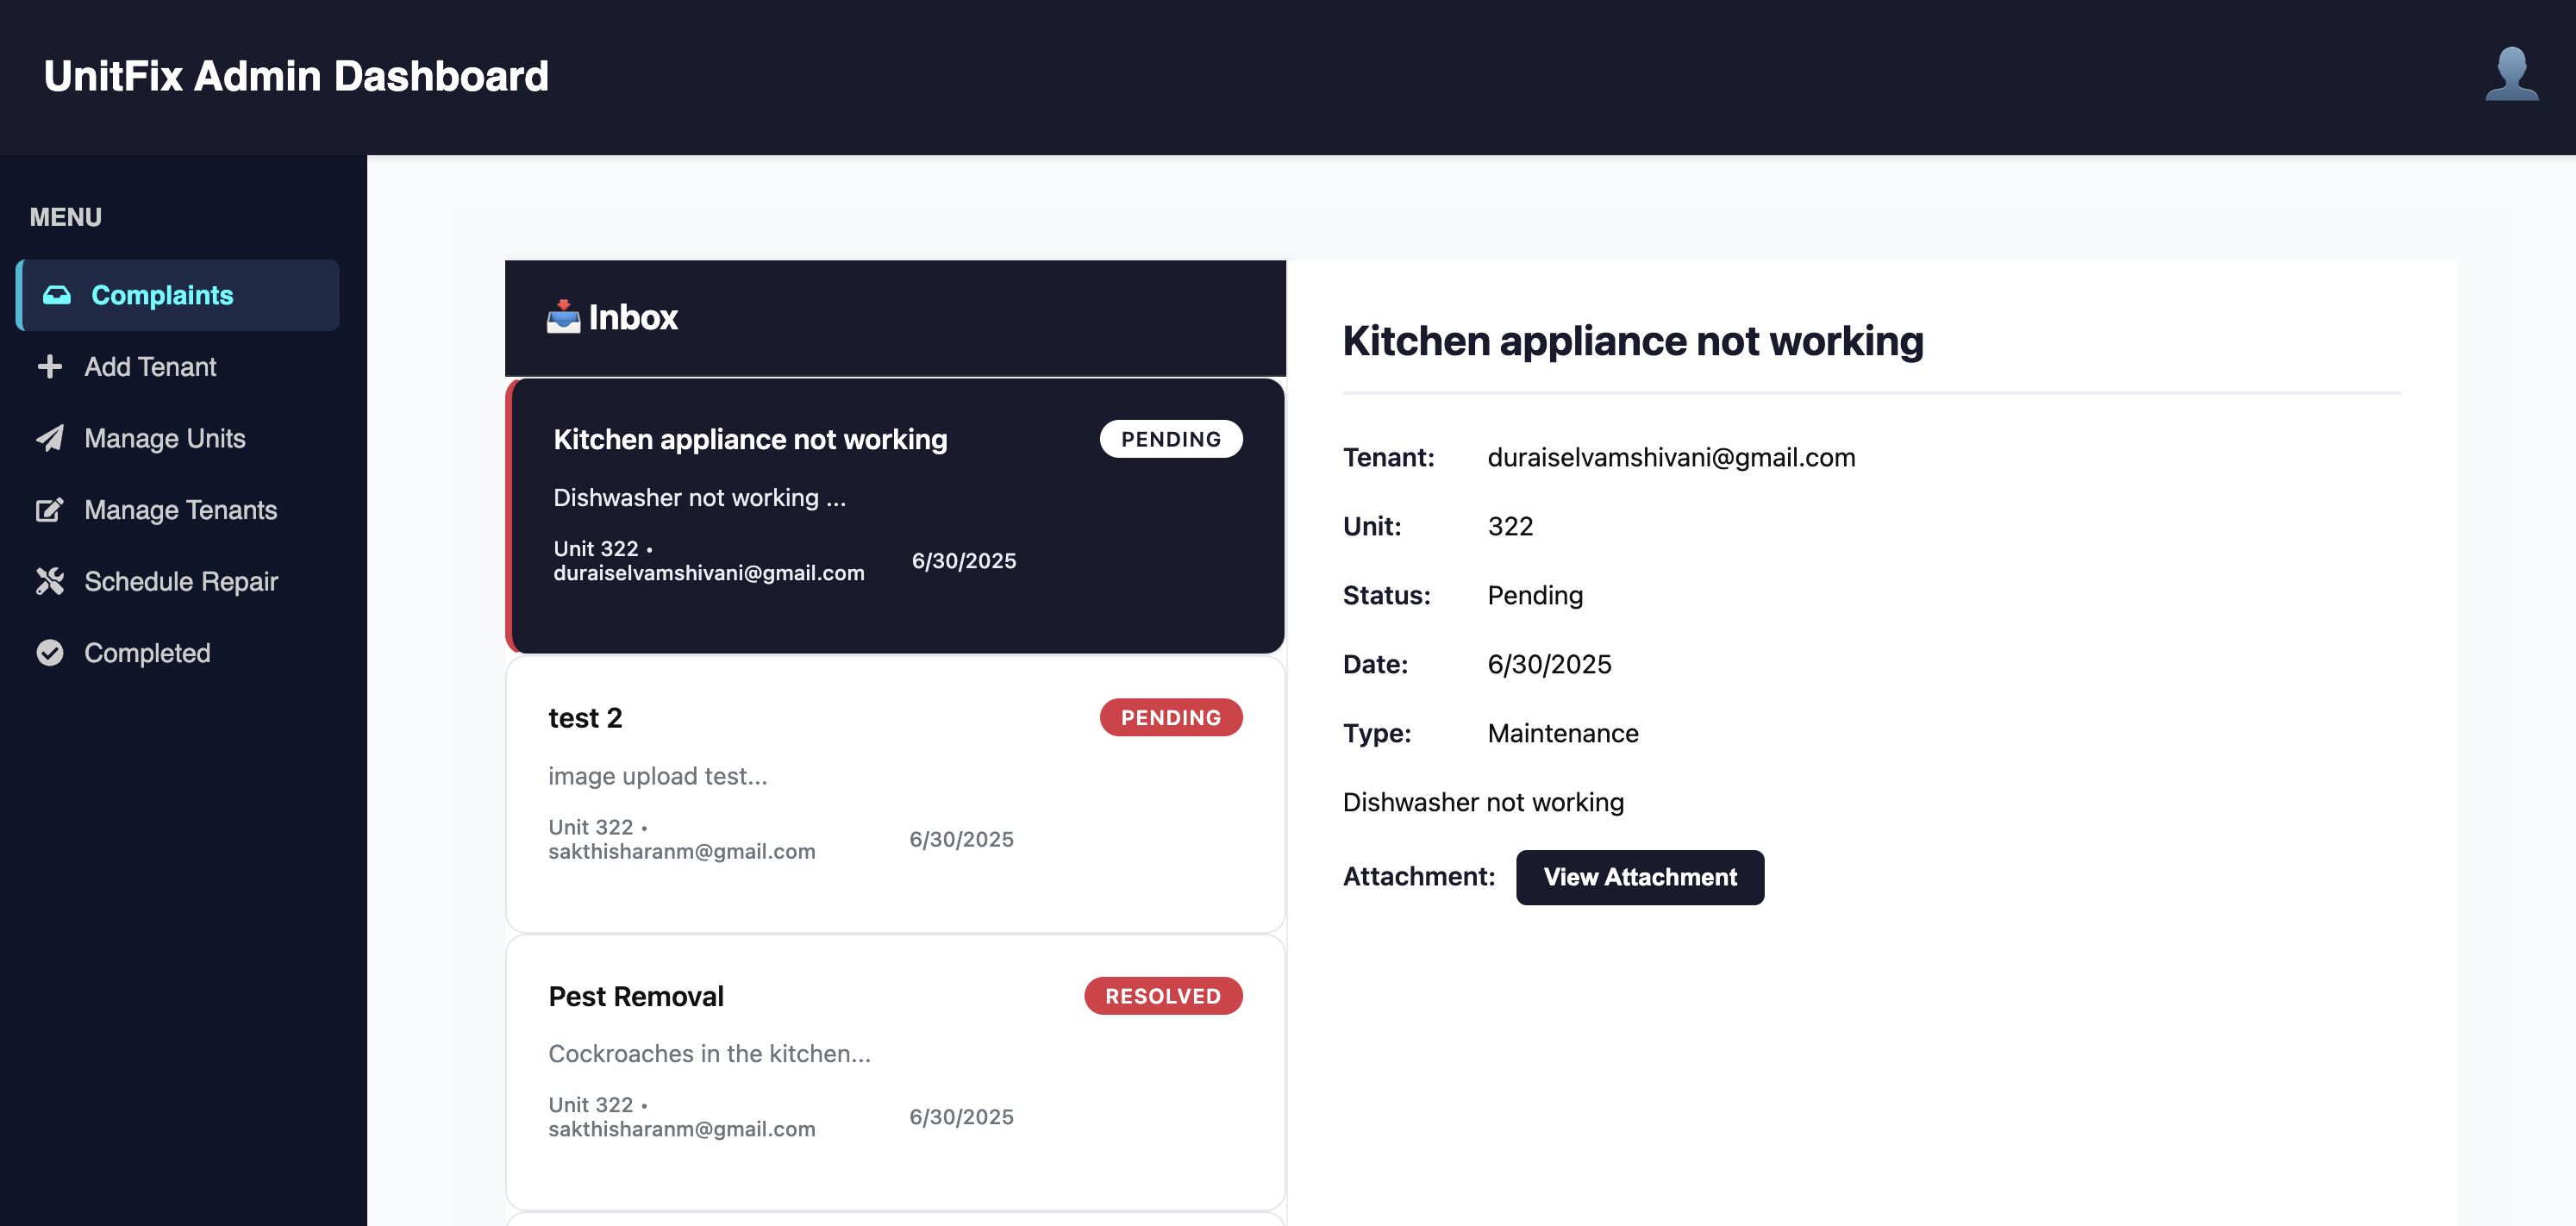 UnitFix Admin Dashboard
MENU
Complaints
Add Tenant
Manage Units
Manage Tenants
Schedule Repair
Completed
Inbox
Kitchen appliance not working
PENDING
Dishwasher not working ...
Unit 322 •
duraiselvamshivani@gmail.com
6/30/2025
test 2
PENDING
image upload test...
Unit 322 •
sakthisharanm@gmail.com
6/30/2025
Pest Removal
RESOLVED
Cockroaches in the kitchen...
Unit 322 •
sakthisharanm@gmail.com
6/30/2025
Kitchen appliance not working
Tenant: duraiselvamshivani@gmail.com
Unit: 322
Status: Pending
Date: 6/30/2025
Type: Maintenance
Dishwasher not working
Attachment: View Attachment